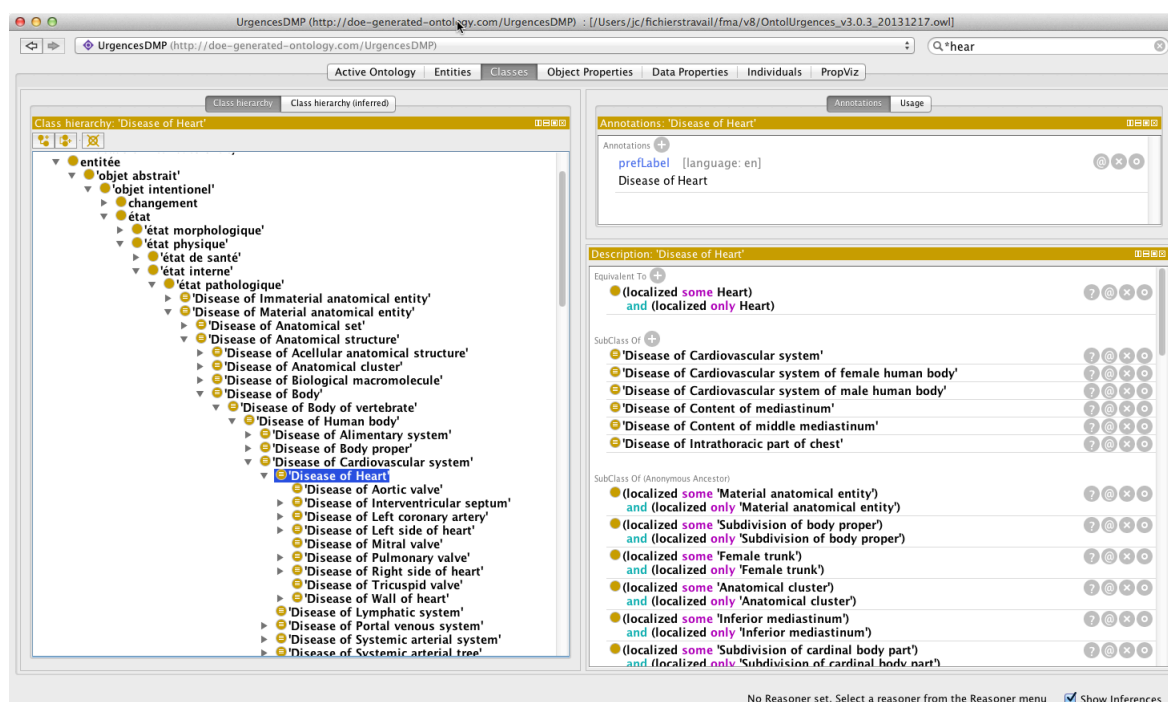 UrgencesDMP (http://doe-generated-ontology.com/UrgencesDMP) : [/Users/jc/fichierstravail/fma/v8/OntolUrgences_v3.0.3_20131217.owl]
UrgencesDMP (http://doe-generated-ontology.com/UrgencesDMP)
*hear
Active Ontology Entities Classes Object Properties Data Properties Individuals PropViz
Class hierarchy Class hierarchy (inferred)
Class hierarchy: 'Disease of Heart'
entitée
'objet abstrait'
'objet intentionel'
changement
état
'état morphologique'
'état physique'
'état de santé'
'état interne'
'état pathologique'
'Disease of Immaterial anatomical entity'
'Disease of Material anatomical entity'
'Disease of Anatomical set'
'Disease of Anatomical structure'
'Disease of Acellular anatomical structure'
'Disease of Anatomical cluster'
'Disease of Biological macromolecule'
'Disease of Body'
'Disease of Body of vertebrate'
'Disease of Human body'
'Disease of Alimentary system'
'Disease of Body proper'
'Disease of Cardiovascular system'
'Disease of Heart'
'Disease of Aortic valve'
'Disease of Interventricular septum'
'Disease of Left coronary artery'
'Disease of Left side of heart'
'Disease of Mitral valve'
'Disease of Pulmonary valve'
'Disease of Right side of heart'
'Disease of Tricuspid valve'
'Disease of Wall of heart'
'Disease of Lymphatic system'
'Disease of Portal venous system'
'Disease of Systemic arterial system'
'Disease of Systemic arterial tree'
Annotations Usage
Annotations: 'Disease of Heart'
Annotations
prefLabel [language: en]
Disease of Heart
Description: 'Disease of Heart'
Equivalent To
(localized some Heart)
and (localized only Heart)
SubClass Of
'Disease of Cardiovascular system'
'Disease of Cardiovascular system of female human body'
'Disease of Cardiovascular system of male human body'
'Disease of Content of mediastinum'
'Disease of Content of middle mediastinum'
'Disease of Intrathoracic part of chest'
SubClass Of (Anonymous Ancestor)
(localized some 'Material anatomical entity')
and (localized only 'Material anatomical entity')
(localized some 'Subdivision of body proper')
and (localized only 'Subdivision of body proper')
(localized some 'Female trunk')
and (localized only 'Female trunk')
(localized some 'Anatomical cluster')
and (localized only 'Anatomical cluster')
(localized some 'Inferior mediastinum')
and (localized only 'Inferior mediastinum')
(localized some 'Subdivision of cardinal body part')
and (localized only 'Subdivision of cardinal body part')
No Reasoner set. Select a reasoner from the Reasoner menu Show Inferences